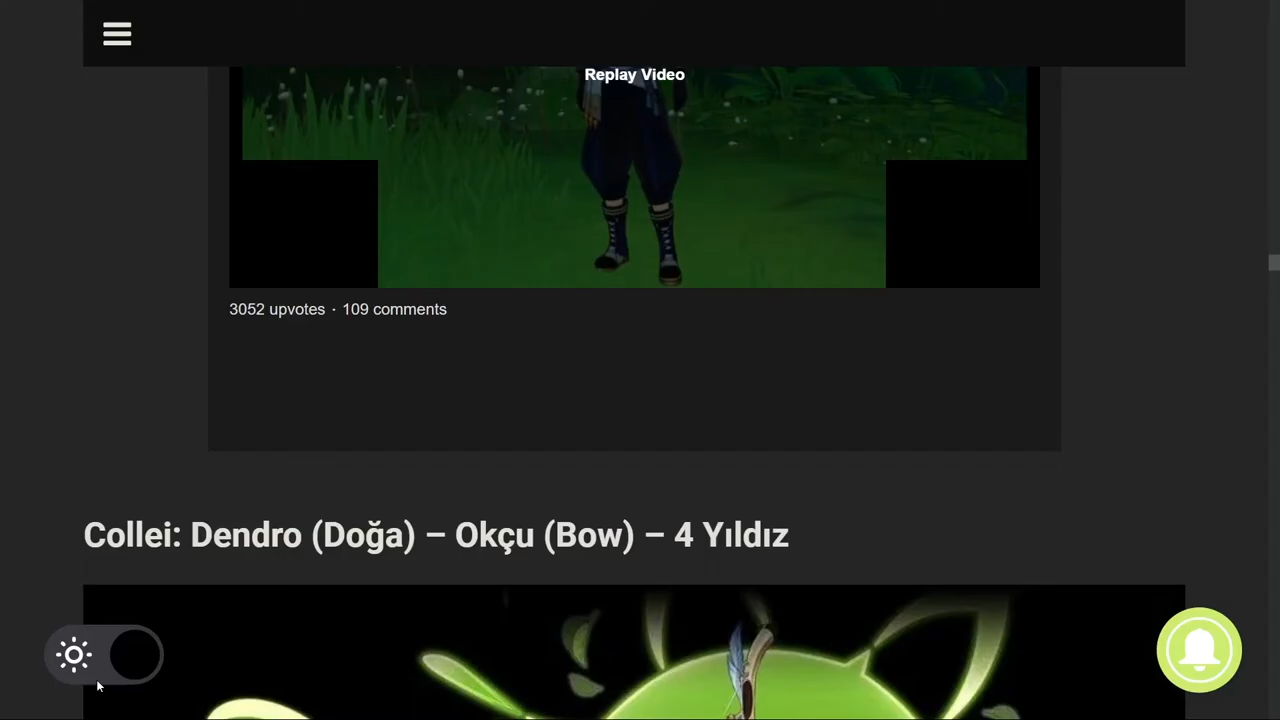 Replay Video
3052 upvotes · 109 comments
Collei: Dendro (Doğa) – Okçu (Bow) – 4 Yıldız